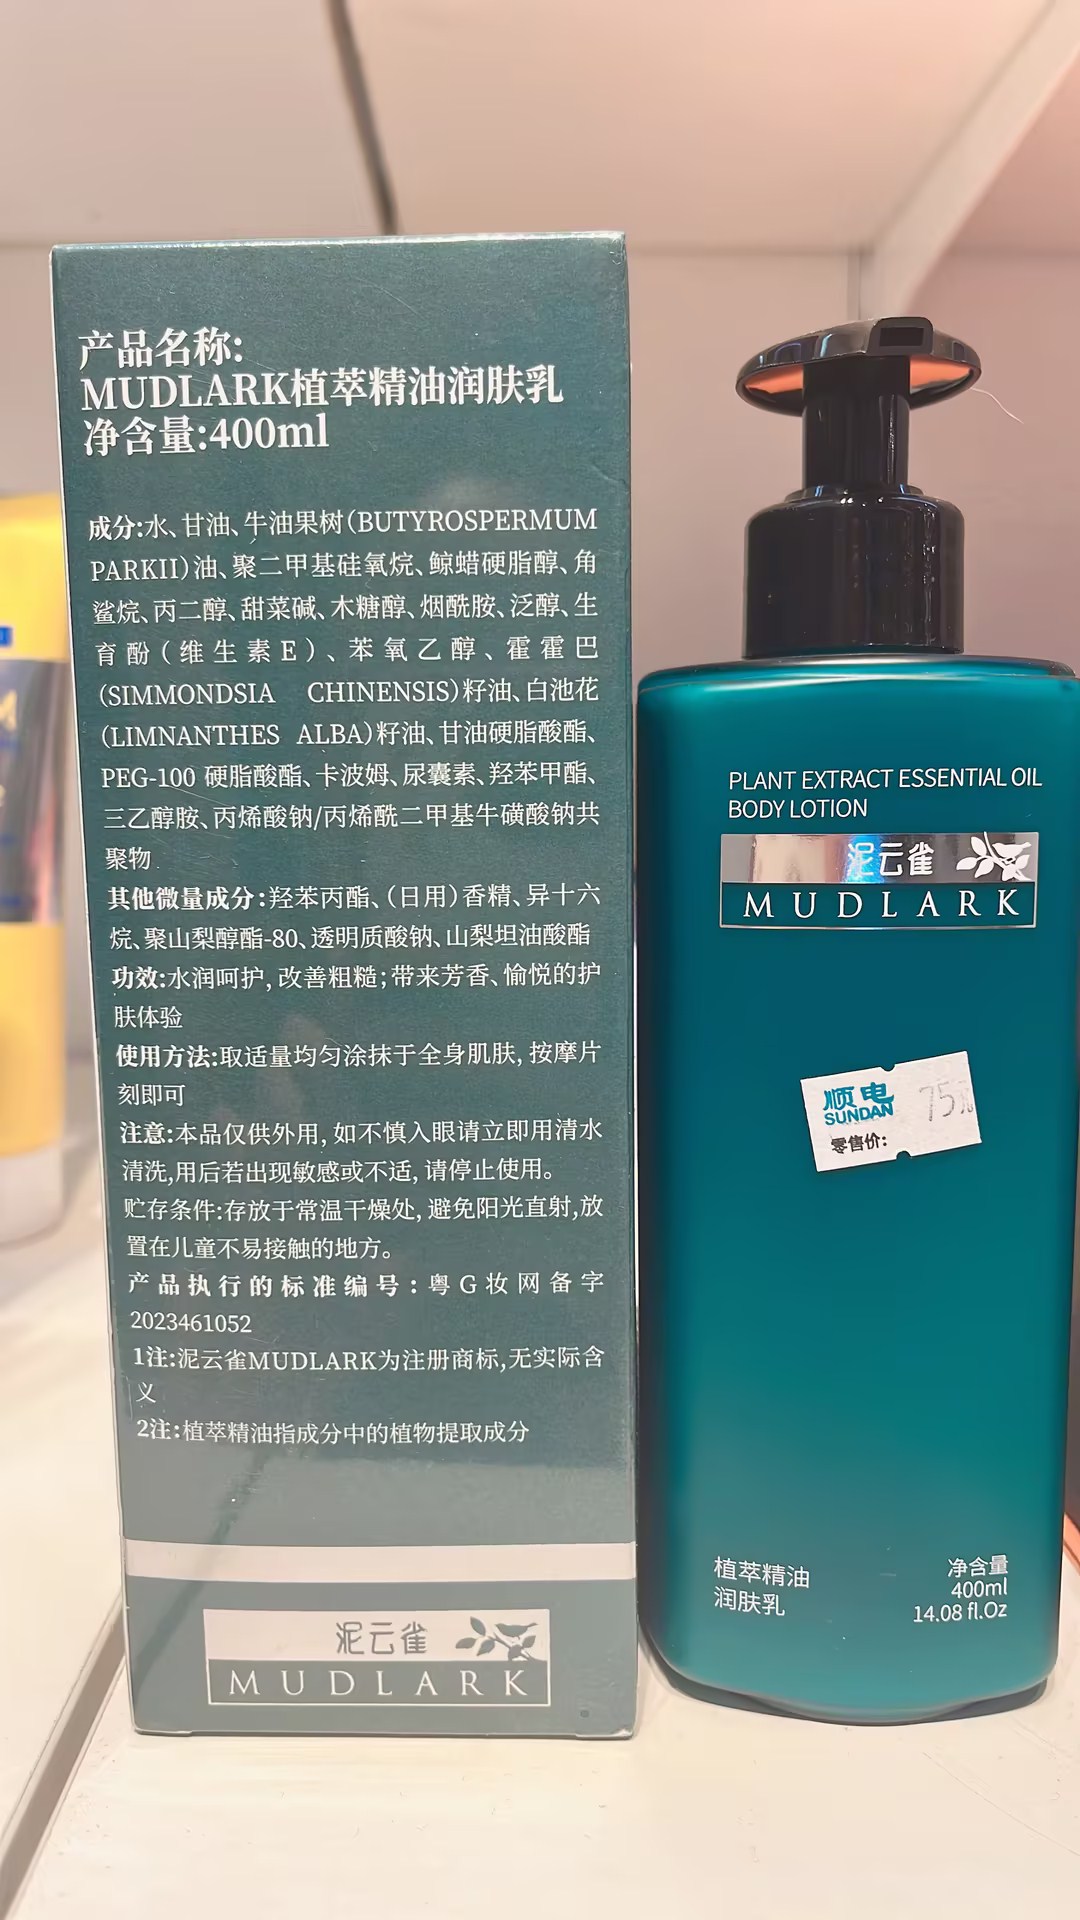 产品名称:
MUDLARK植萃精油润肤乳
净含量:400ml
成分:水、甘油、牛油果树(BUTYROSPERMUM
PARKII)油、聚二甲基硅氧烷、鲸蜡硬脂醇、角
鲨烷、丙二醇、甜菜碱、木糖醇、烟酰胺、泛醇、生
育酚(维生素E)、苯氧乙醇、霍霍巴
(SIMMONDSIA CHINENSIS)籽油、白池花
(LIMNANTHES ALBA)籽油、甘油硬脂酸酯、
PEG-100 硬脂酸酯、卡波姆、尿囊素、羟苯甲酯、
三乙醇胺、丙烯酸钠/丙烯酰二甲基牛磺酸钠共
聚物
其他微量成分:羟苯丙酯、(日用)香精、异十六
烷、聚山梨醇酯-80、透明质酸钠、山梨坦油酸酯
功效:水润呵护,改善粗糙;带来芳香、愉悦的护
肤体验
使用方法:取适量均匀涂抹于全身肌肤,按摩片
刻即可
注意:本品仅供外用,如不慎入眼请立即用清水
清洗,用后若出现敏感或不适,请停止使用。
贮存条件:存放于常温干燥处,避免阳光直射,放
置在儿童不易接触的地方。
产品执行的标准编号:粤G妆网备字
2023461052
1注:泥云雀MUDLARK为注册商标,无实际含
义
2注:植萃精油指成分中的植物提取成分
泥云雀
MUDLARK
PLANT EXTRACT ESSENTIAL OIL
BODY LOTION
泥云雀
MUDLARK
顺电
SUNDAN
零售价:
75元
植萃精油
润肤乳
净含量
400ml
14.08 fl.Oz